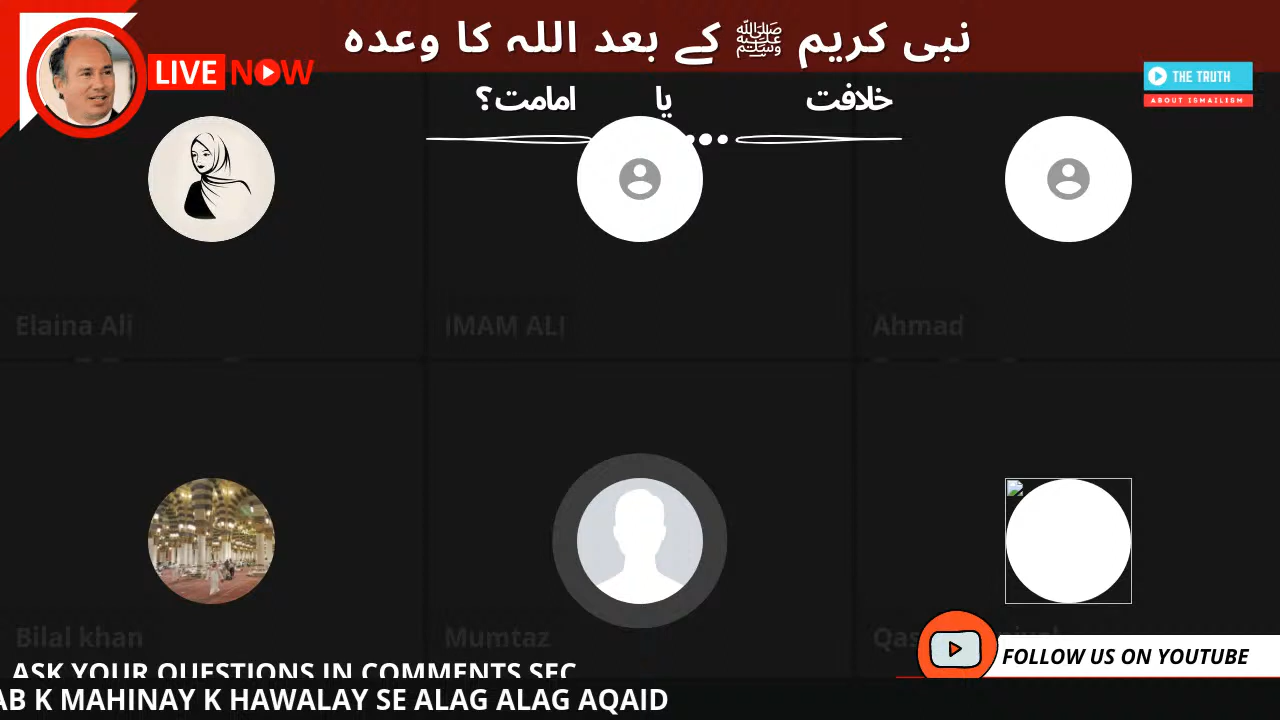 نبی کریم ﷺ کے بعد اللہ کا وعدہ
LIVE NOW
خلافت یا امامت؟
THE TRUTH
ABOUT ISMAILISM
Elaina Ali
IMAM ALI
Ahmad
Bilal khan
Mumtaz
ASK YOUR QUESTIONS IN COMMENTS SEC
FOLLOW US ON YOUTUBE
K MAHINAY K HAWALAY SE ALAG ALAG AQAID